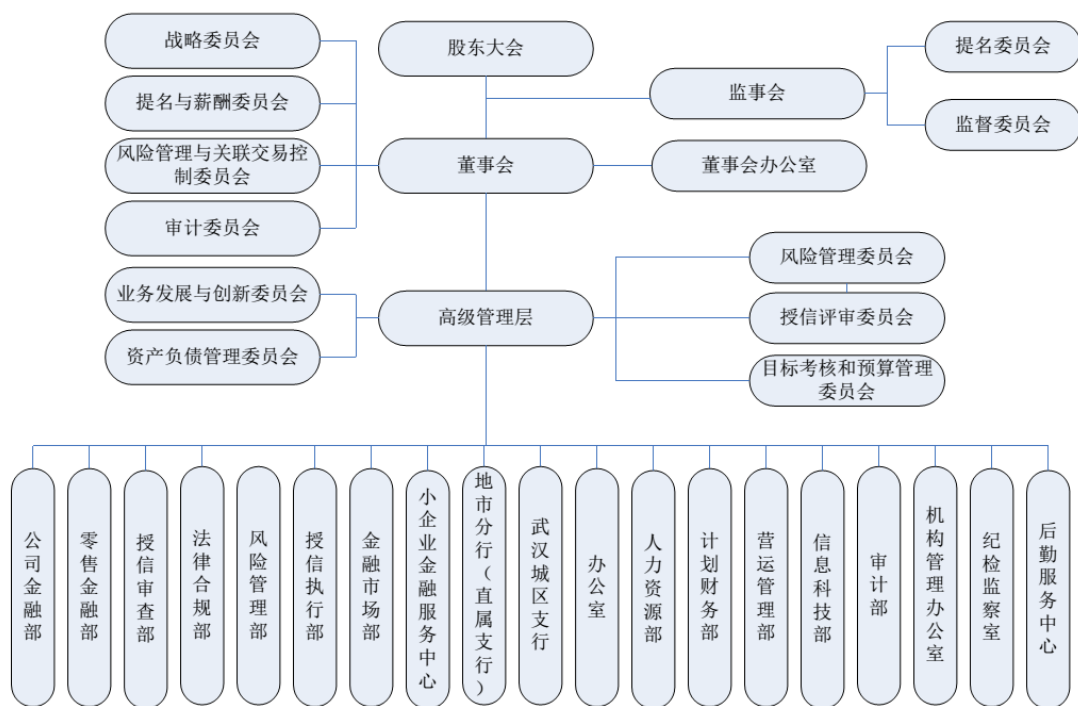 战略委员会
股东大会
提名委员会
提名与薪酬委员会
监事会
监督委员会
风险管理与关联交易控
制委员会
董事会
董事会办公室
审计委员会
风险管理委员会
业务发展与创新委员会
高级管理层
授信评审委员会
资产负债管理委员会
目标考核和预算管理
委员会
公司金融部
零售金融部
授信审查部
法律合规部
风险管理部
授信执行部
金融市场部
小企业金融服务中心
地市分行（直属支行）
武汉城区支行
办公室
人力资源部
计划财务部
营运管理部
信息科技部
审计部
机构管理办公室
纪检监察室
后勤服务中心